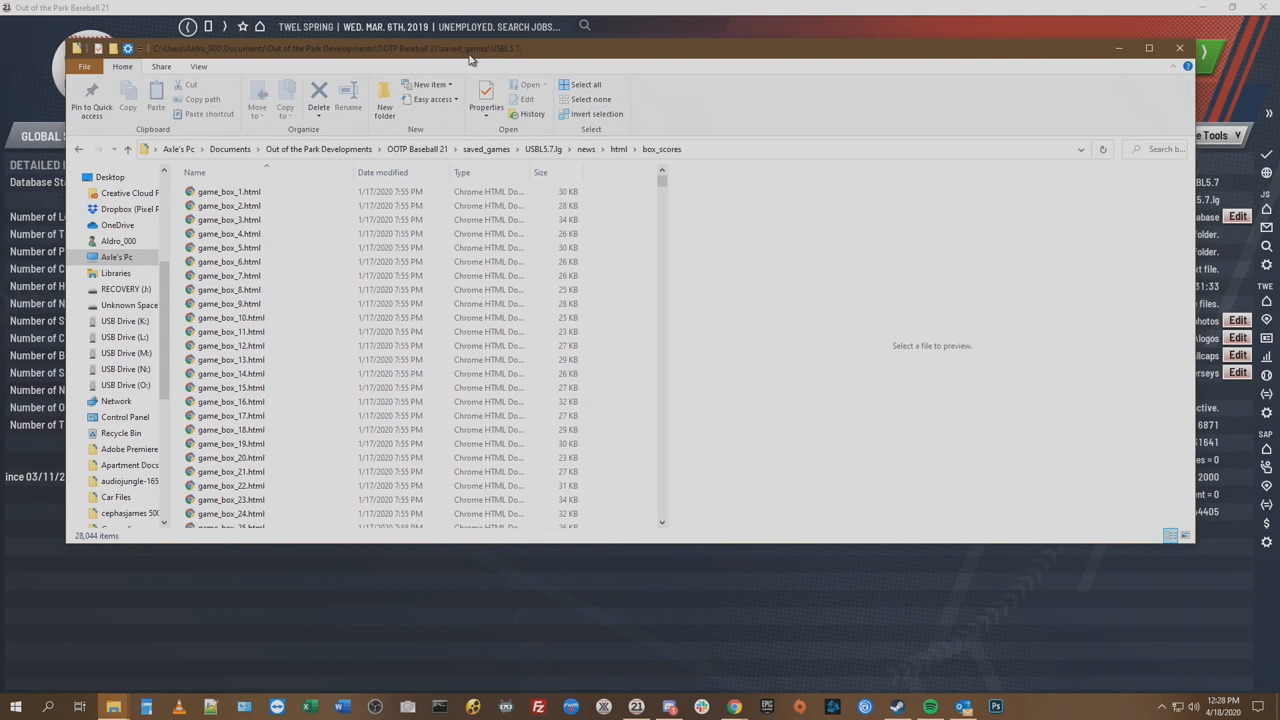 Out of the Park Baseball 21
TWEL SPRING | WED. MAR. 6TH, 2019 | UNEMPLOYED. SEARCH JOBS...
C:\Users\Aldro_000\Documents\Out of the Park Developments\OOTP Baseball 21\saved_games\USBL5.7.
File Home Share View
Pin to Quick access
Copy
Paste
Cut
Copy path
Paste shortcut
Clipboard
Move to
Copy to
Delete
Rename
Organize
New folder
New item
Easy access
New
Properties
Open
Edit
History
Open
Select all
Select none
Invert selection
Select
Axle's Pc > Documents > Out of the Park Developments > OOTP Baseball 21 > saved_games > USBL5.7.lg > news > html > box_scores
Search b...
Name Date modified Type Size
game_box_1.html 1/17/2020 7:55 PM Chrome HTML Do... 30 KB
game_box_2.html 1/17/2020 7:55 PM Chrome HTML Do... 28 KB
game_box_3.html 1/17/2020 7:55 PM Chrome HTML Do... 34 KB
game_box_4.html 1/17/2020 7:55 PM Chrome HTML Do... 26 KB
game_box_5.html 1/17/2020 7:55 PM Chrome HTML Do... 30 KB
game_box_6.html 1/17/2020 7:55 PM Chrome HTML Do... 26 KB
game_box_7.html 1/17/2020 7:55 PM Chrome HTML Do... 26 KB
game_box_8.html 1/17/2020 7:55 PM Chrome HTML Do... 25 KB
game_box_9.html 1/17/2020 7:55 PM Chrome HTML Do... 28 KB
game_box_10.html 1/17/2020 7:55 PM Chrome HTML Do... 25 KB
game_box_11.html 1/17/2020 7:55 PM Chrome HTML Do... 23 KB
game_box_12.html 1/17/2020 7:55 PM Chrome HTML Do... 27 KB
game_box_13.html 1/17/2020 7:55 PM Chrome HTML Do... 29 KB
game_box_14.html 1/17/2020 7:55 PM Chrome HTML Do... 26 KB
game_box_15.html 1/17/2020 7:55 PM Chrome HTML Do... 27 KB
game_box_16.html 1/17/2020 7:55 PM Chrome HTML Do... 32 KB
game_box_17.html 1/17/2020 7:55 PM Chrome HTML Do... 27 KB
game_box_18.html 1/17/2020 7:55 PM Chrome HTML Do... 29 KB
game_box_19.html 1/17/2020 7:55 PM Chrome HTML Do... 30 KB
game_box_20.html 1/17/2020 7:55 PM Chrome HTML Do... 23 KB
game_box_21.html 1/17/2020 7:55 PM Chrome HTML Do... 27 KB
game_box_22.html 1/17/2020 7:55 PM Chrome HTML Do... 31 KB
game_box_23.html 1/17/2020 7:55 PM Chrome HTML Do... 34 KB
game_box_24.html 1/17/2020 7:55 PM Chrome HTML Do... 32 KB
Desktop
Creative Cloud F
Dropbox (Pixel P
OneDrive
Aldro_000
Axle's Pc
Libraries
RECOVERY (J:)
Unknown Space
USB Drive (K:)
USB Drive (L:)
USB Drive (M:)
USB Drive (N:)
USB Drive (O:)
Network
Control Panel
Recycle Bin
Adobe Premiere
Apartment Docs
audiojungle-165
Car Files
cephasjames 500
Select a file to preview.
28,044 items
GLOBAL S
DETAILED I
Database Sta
Number of Le
Number of T
Number of P
Number of H
Number of N
Number of S
Number of C
Number of B
Number of S
Number of N
Number of O
Number of T
ince 03/11/2
e Tools
BL5.7
7.5.lg
tabase Edit
folder.
folder.
xt file.
31:33
e files.
photos Edit
\logos Edit
llcaps Edit
erseys Edit
ective.
6871
31641
es = 0
2000
ent = 0
04405
JS
TWE
SAP
12:28 PM
4/18/2020